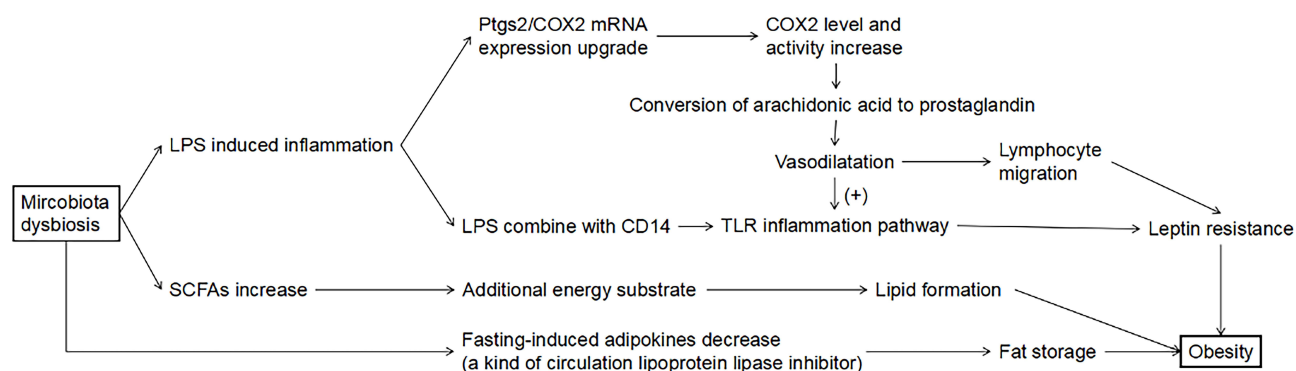 Ptgs2/COX2 mRNA
expression upgrade
COX2 level and
activity increase
Conversion of arachidonic acid to prostaglandin
LPS induced inflammation
Vasodilatation
Lymphocyte
migration
(+)
Mircobiota
dysbiosis
LPS combine with CD14
TLR inflammation pathway
Leptin resistance
SCFAs increase
Additional energy substrate
Lipid formation
Fasting-induced adipokines decrease
(a kind of circulation lipoprotein lipase inhibitor)
Fat storage
Obesity